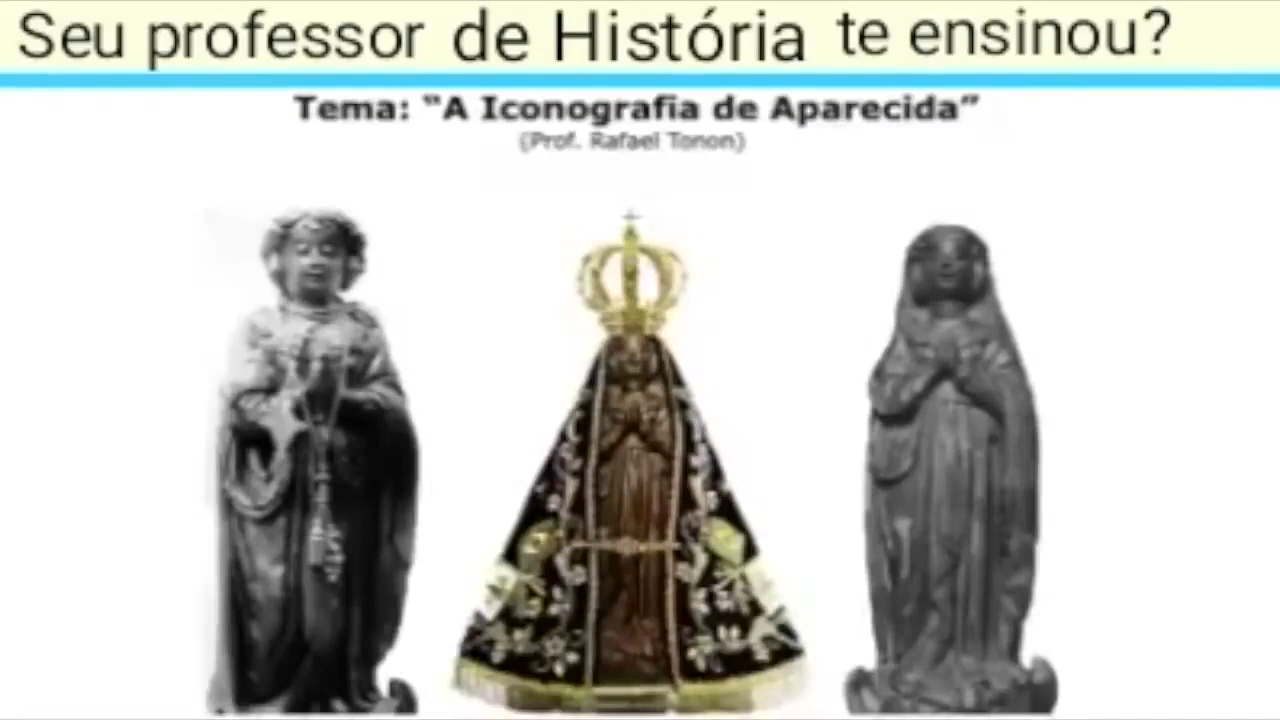 Seu professor de História te ensinou?
Tema: “A Iconografia de Aparecida”
(Prof. Rafael Tonon)